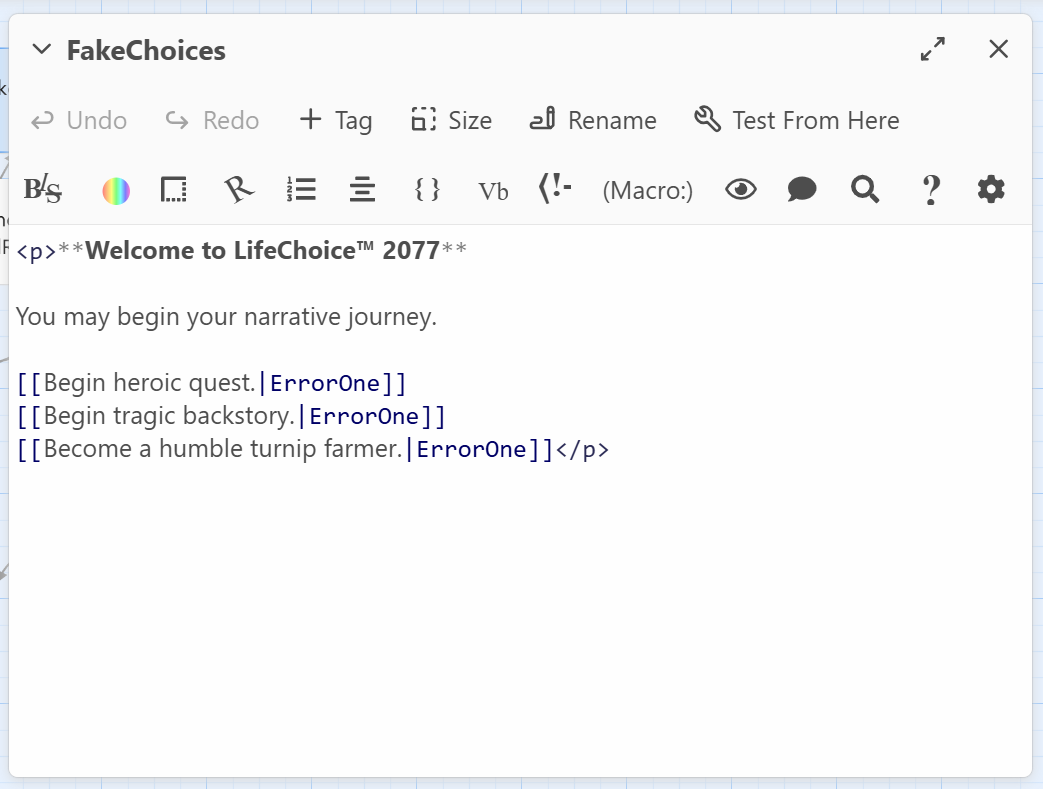 FakeChoices
Undo Redo + Tag Size Rename Test From Here
BIS Vb (Macro:)
<p>**Welcome to LifeChoice™ 2077**
You may begin your narrative journey.
[[Begin heroic quest.|ErrorOne]]
[[Begin tragic backstory.|ErrorOne]]
[[Become a humble turnip farmer.|ErrorOne]]</p>